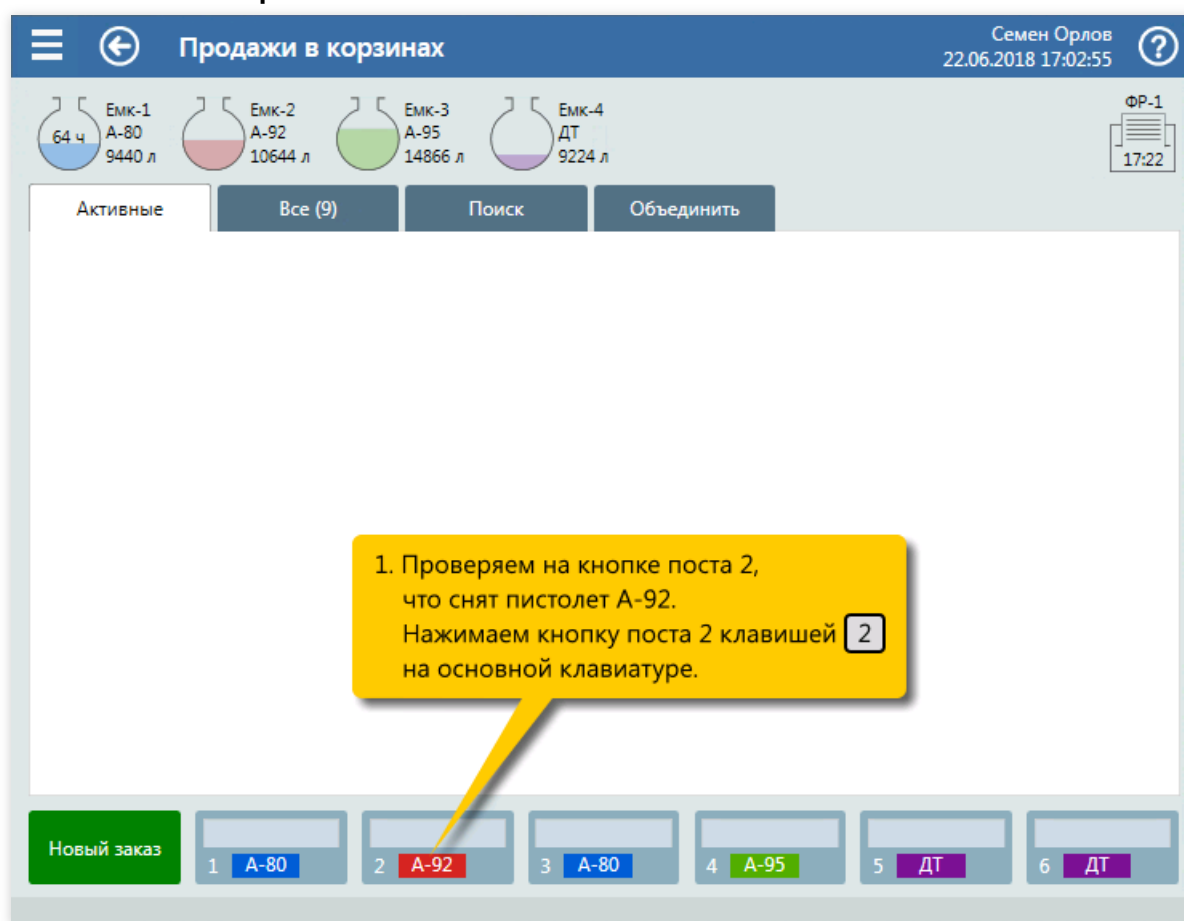 Продажи в корзинах
Семен Орлов
22.06.2018 17:02:55
?
Емк-1
А-80
9440 л
64 ч
Емк-2
А-92
10644 л
Емк-3
А-95
14866 л
Емк-4
ДТ
9224 л
ФР-1
17:22
Активные
Все (9)
Поиск
Объединить
1. Проверяем на кнопке поста 2,
что снят пистолет А-92.
Нажимаем кнопку поста 2 клавишей 2
на основной клавиатуре.
Новый заказ
1 А-80
2 А-92
3 А-80
4 А-95
5 ДТ
6 ДТ